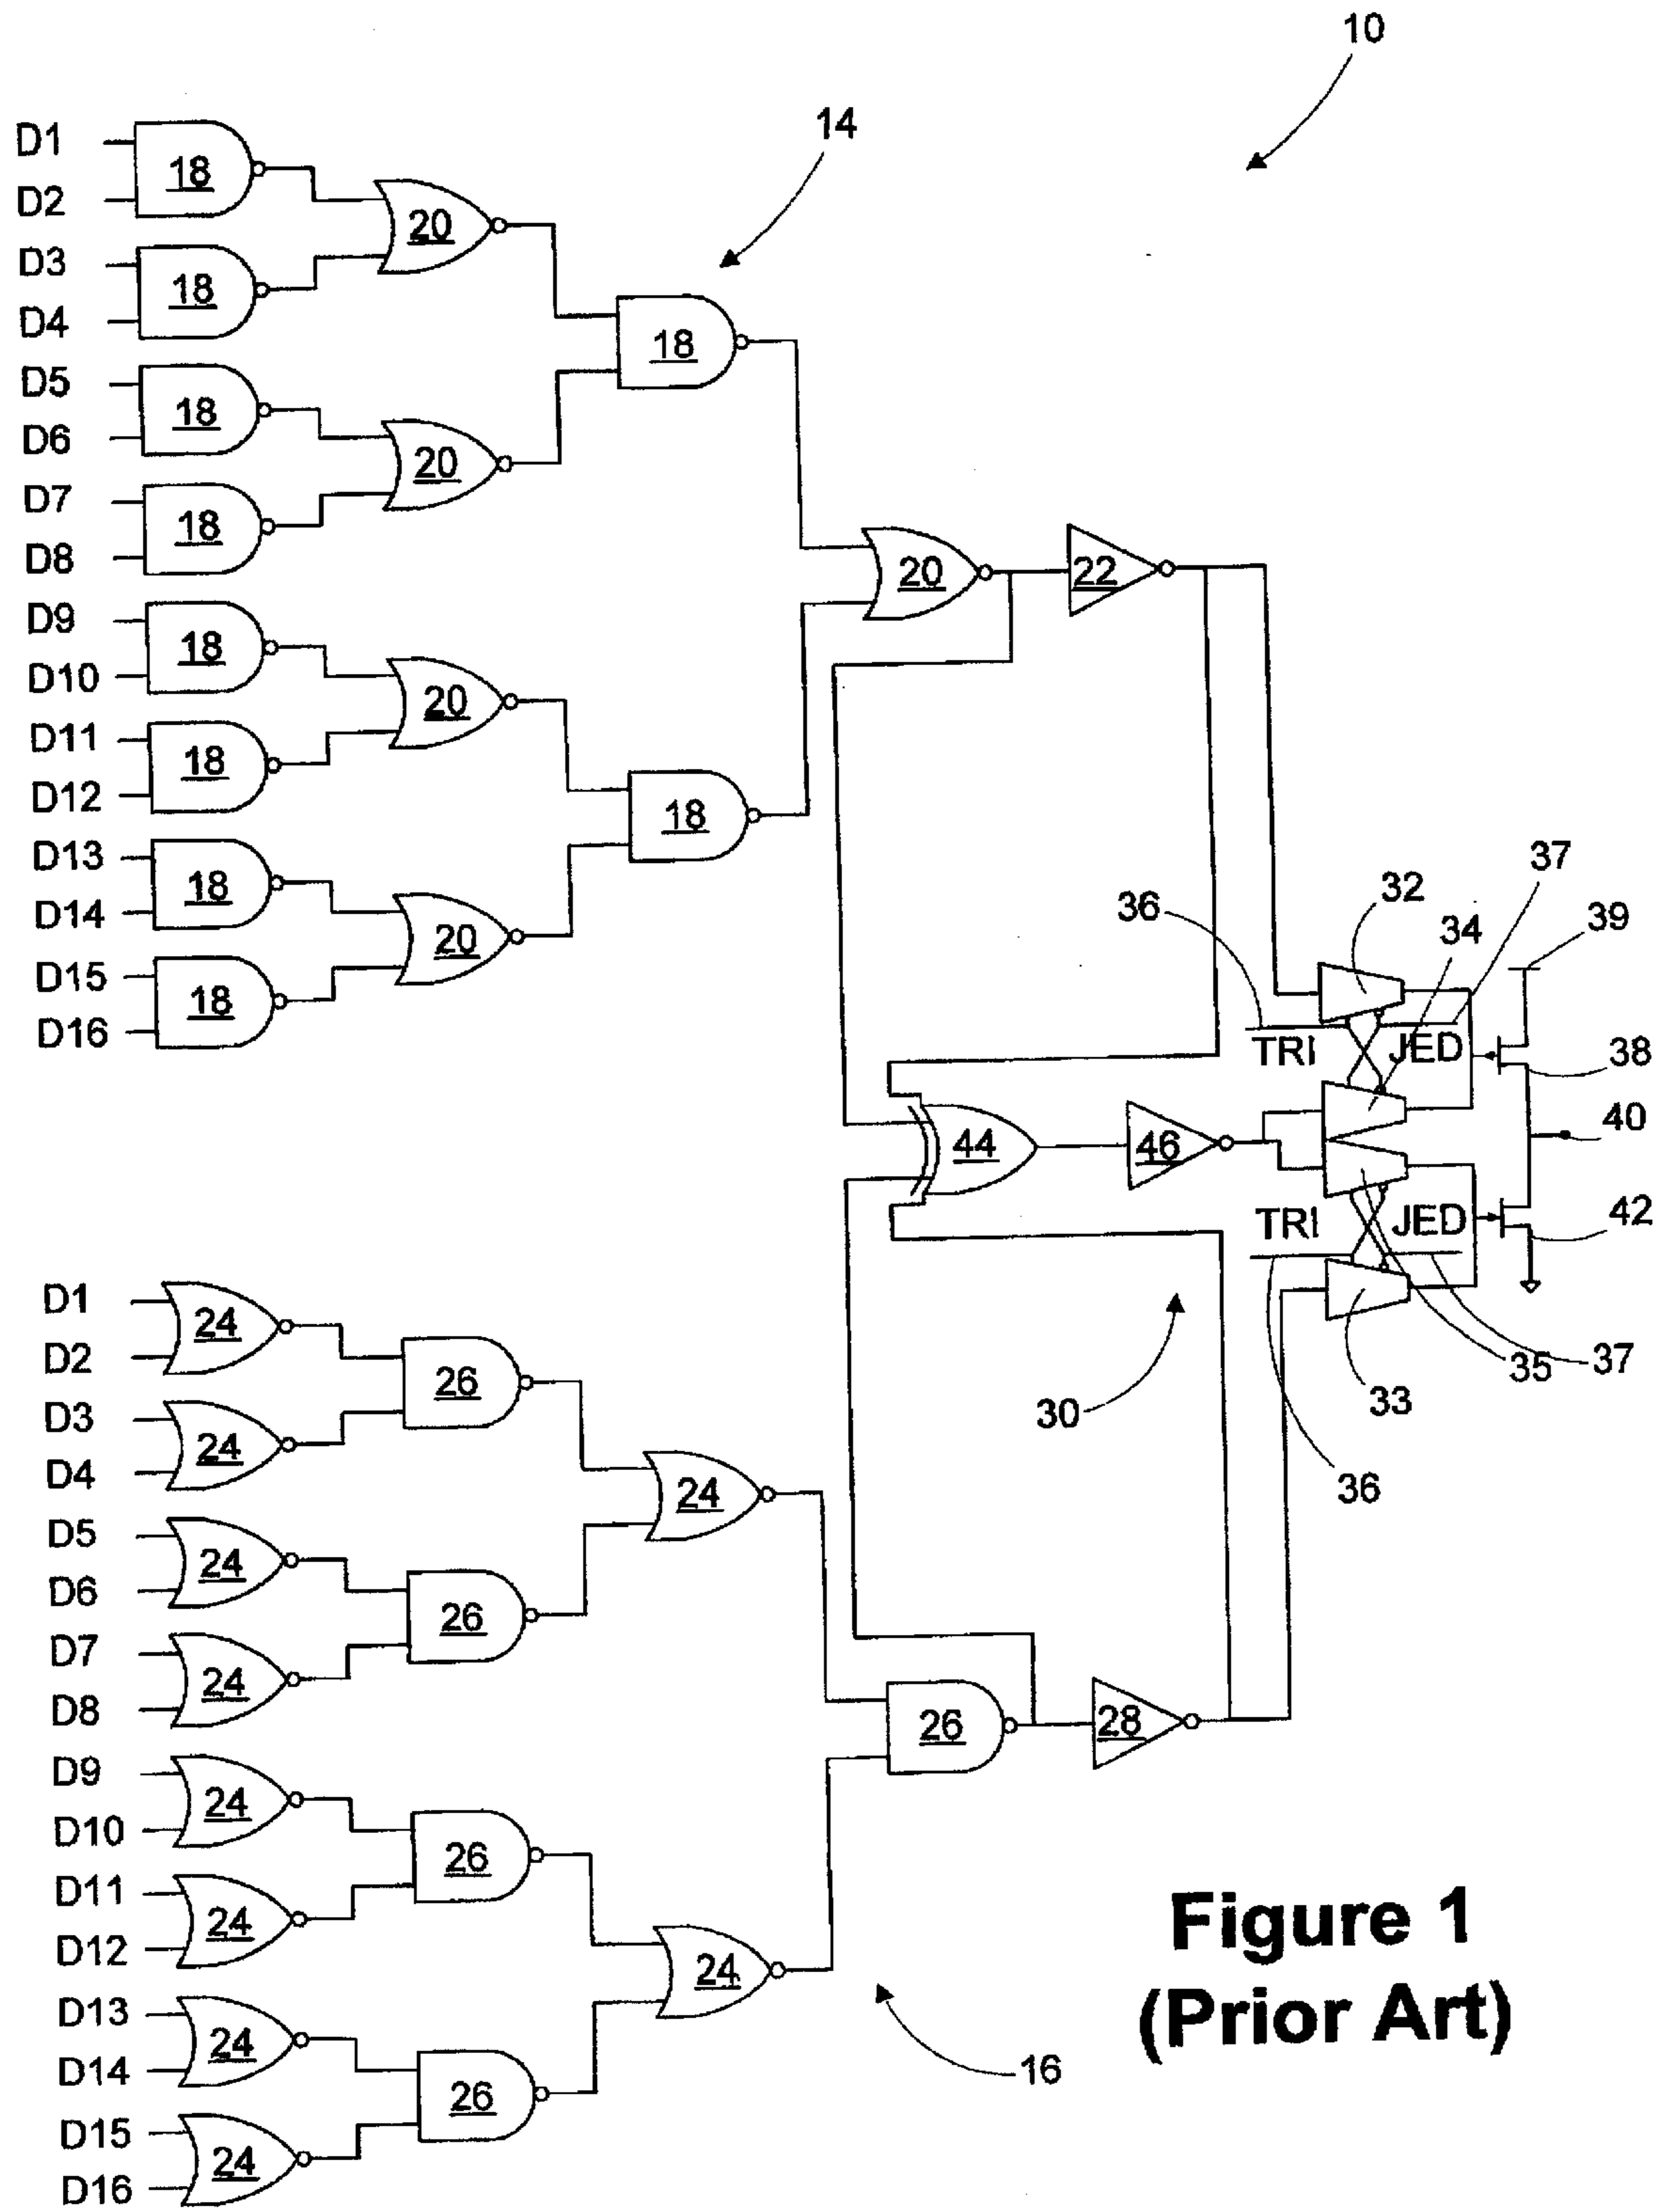 10
14
D1
18
D2
20
D3
18
D4
18
D5
18
D6
20
D7
18
D8
20
22
D9
18
D10
20
D11
18
D12
18
D13
18
D14
20
D15
18
D16
36
32
37
34
39
TRI
JED
38
40
44
46
TRI
JED
42
30
33
35
37
36
D1
24
D2
26
D3
24
D4
24
D5
24
D6
26
D7
24
D8
26
28
D9
24
D10
26
D11
24
D12
24
D13
24
D14
26
D15
24
D16
16
Figure 1
(Prior Art)